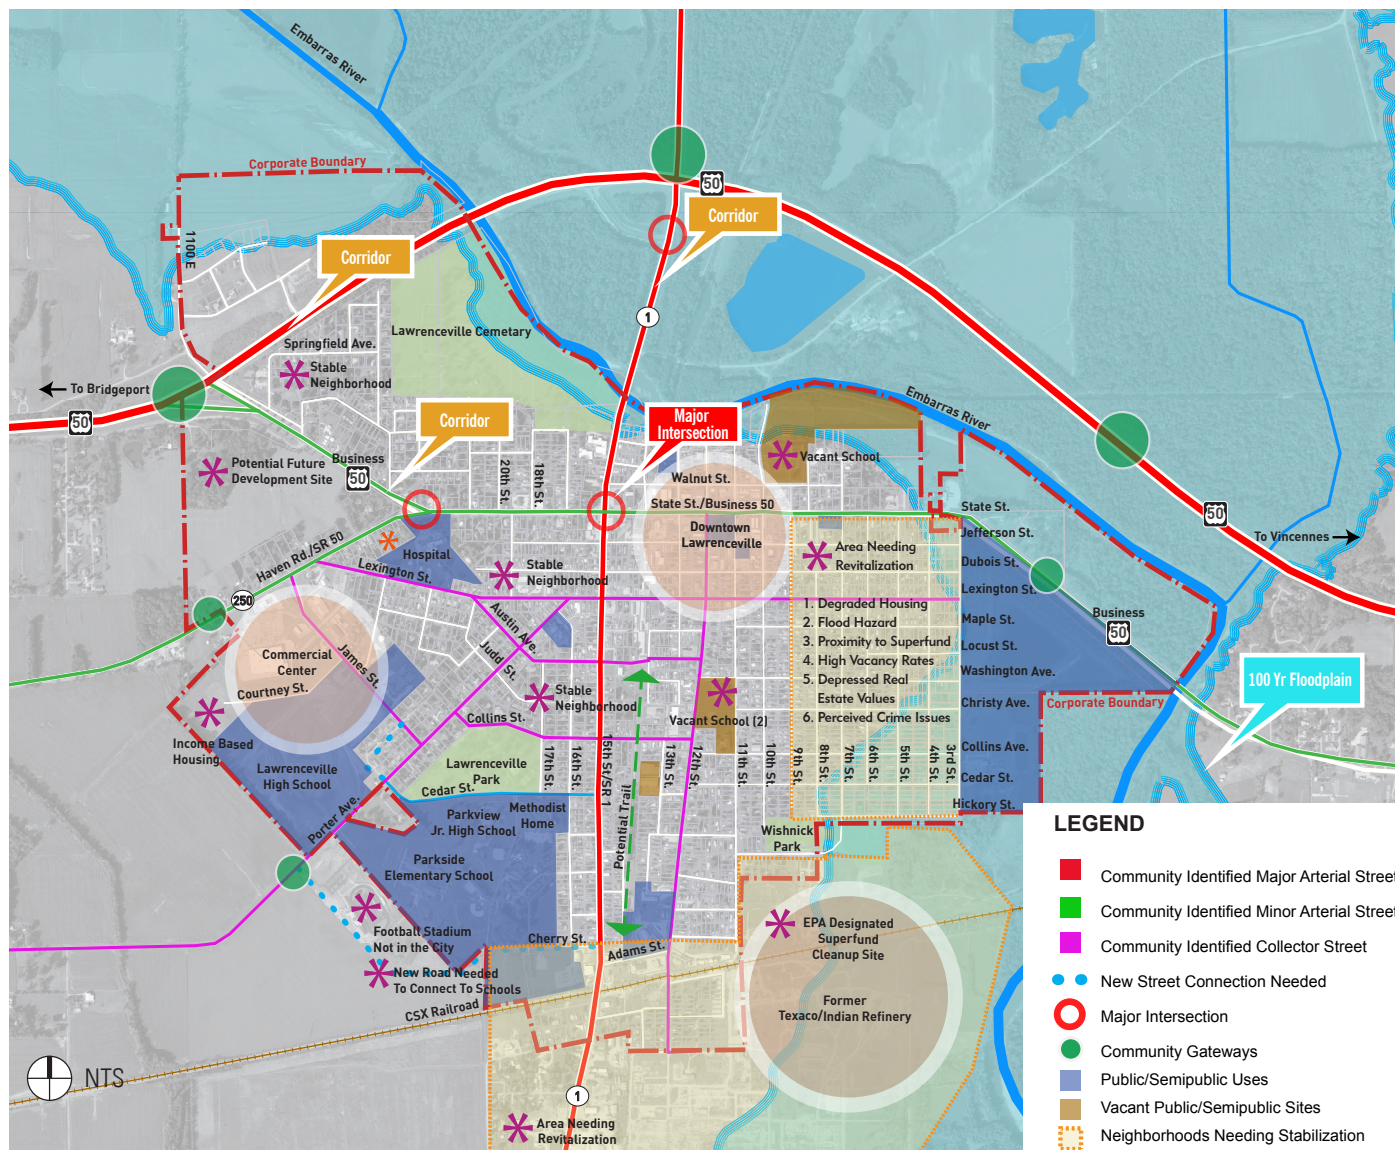 Embarras River
Corporate Boundary
50
Corridor
Corridor
1100 E
1
Lawrenceville Cemetary
Springfield Ave.
Stable
Neighborhood
To Bridgeport
50
Corridor
Major
Intersection
Embarras River
Potential Future
Development Site
Business
50
20th St.
18th St.
Walnut St.
Vacant School
State St./Business 50
Downtown
Lawrenceville
State St.
50
Jefferson St.
To Vincennes
Haven Rd./SR 50
Hospital
Lexington St.
Stable
Neighborhood
Area Needing
Revitalization
Dubois St.
Lexington St.
250
Austin Ave.
1. Degraded Housing
2. Flood Hazard
3. Proximity to Superfund
4. High Vacancy Rates
5. Depressed Real
Estate Values
6. Perceived Crime Issues
Maple St.
Business
50
Locust St.
Washington Ave.
Commercial
Center
James St.
Judd St.
Courtney St.
Stable
Neighborhood
Collins St.
Vacant School (2)
Christy Ave.
Corporate Boundary
100 Yr Floodplain
Income Based
Housing
Lawrenceville
High School
Lawrenceville
Park
Cedar St.
17th St.
16th St.
15th St/SR 1
13th St.
12th St.
11th St.
10th St.
9th St.
8th St.
7th St.
6th St.
5th St.
4th St.
3rd St.
Collins Ave.
Cedar St.
Hickory St.
Porter Ave.
Parkview
Jr. High School
Methodist
Home
Potential Trail
Wishnick
Park
Parkside
Elementary School
Football Stadium
Not in the City
Cherry St.
Adams St.
EPA Designated
Superfund
Cleanup Site
New Road Needed
To Connect To Schools
CSX Railroad
Former
Texaco/Indian Refinery
NTS
1
Area Needing
Revitalization
LEGEND
Community Identified Major Arterial Street
Community Identified Minor Arterial Street
Community Identified Collector Street
New Street Connection Needed
Major Intersection
Community Gateways
Public/Semipublic Uses
Vacant Public/Semipublic Sites
Neighborhoods Needing Stabilization